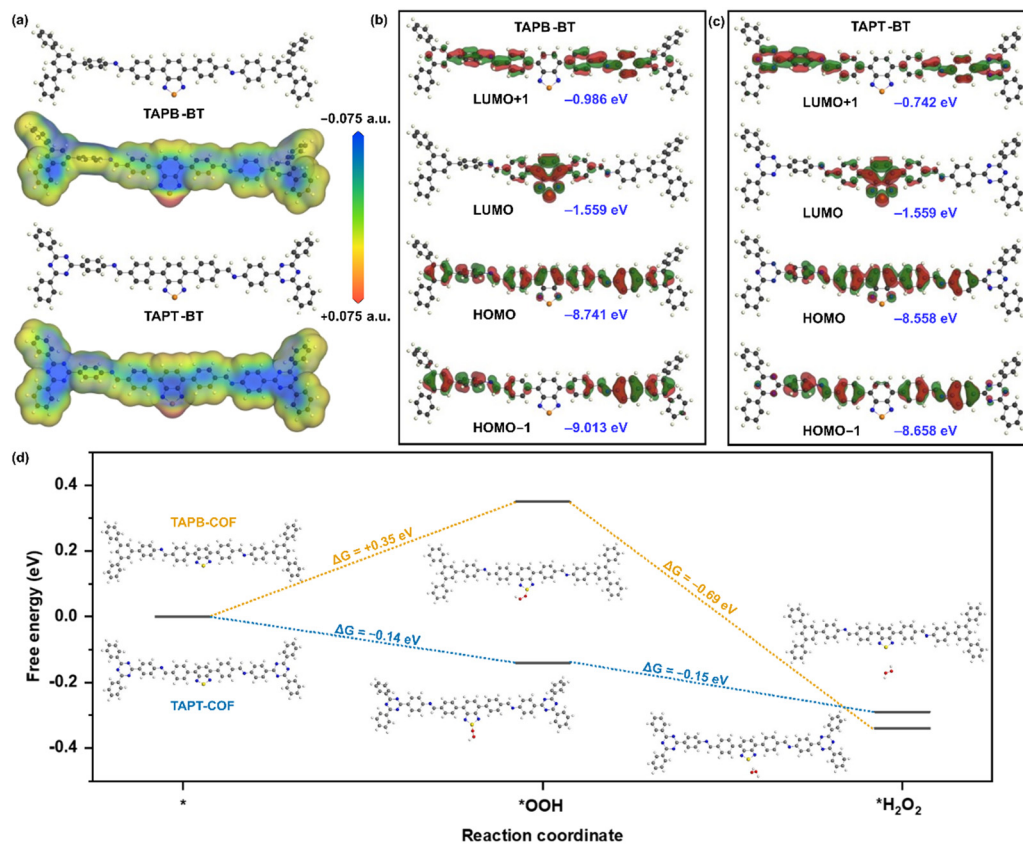 (a)
TAPB-BT
−0.075 a.u.
TAPT-BT
+0.075 a.u.
(b)
TAPB-BT
LUMO+1
−0.986 eV
LUMO
−1.559 eV
HOMO
−8.741 eV
HOMO−1
−9.013 eV
(c)
TAPT-BT
LUMO+1
−0.742 eV
LUMO
−1.559 eV
HOMO
−8.558 eV
HOMO−1
−8.658 eV
(d)
Free energy (eV)
0.4
0.2
0.0
-0.2
-0.4
TAPB-COF
TAPT-COF
ΔG = +0.35 eV
ΔG = −0.69 eV
ΔG = −0.14 eV
ΔG = −0.15 eV
*
*OOH
*H₂O₂
Reaction coordinate